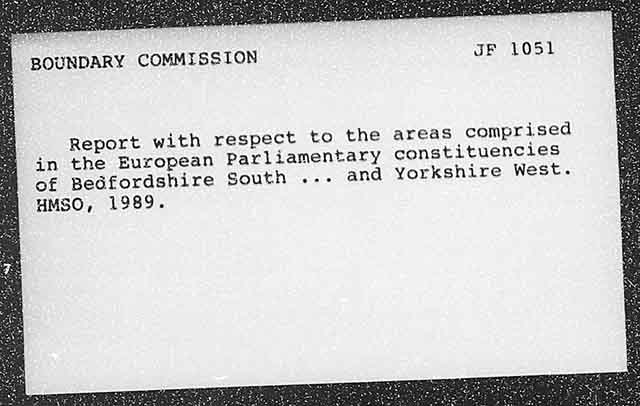 BOUNDARY COMMISSION JF 1051
Report with respect to the areas comprised
in the European Parliamentary constituencies
of Bedfordshire South ... and Yorkshire West.
HMSO, 1989.
7